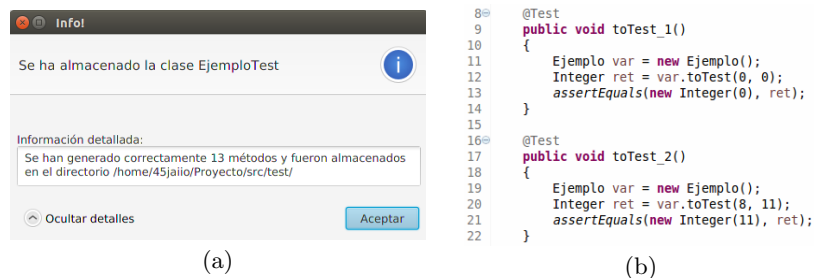 Info!
Se ha almacenado la clase EjemploTest
i
Información detallada:
Se han generado correctamente 13 métodos y fueron almacenados
en el directorio /home/45jaiio/Proyecto/src/test/
Ocultar detalles
Aceptar
(a)
8 @Test
9 public void toTest_1()
10 {
11 Ejemplo var = new Ejemplo();
12 Integer ret = var.toTest(0, 0);
13 assertEquals(new Integer(0), ret);
14 }
15
16 @Test
17 public void toTest_2()
18 {
19 Ejemplo var = new Ejemplo();
20 Integer ret = var.toTest(8, 11);
21 assertEquals(new Integer(11), ret);
22 }
(b)